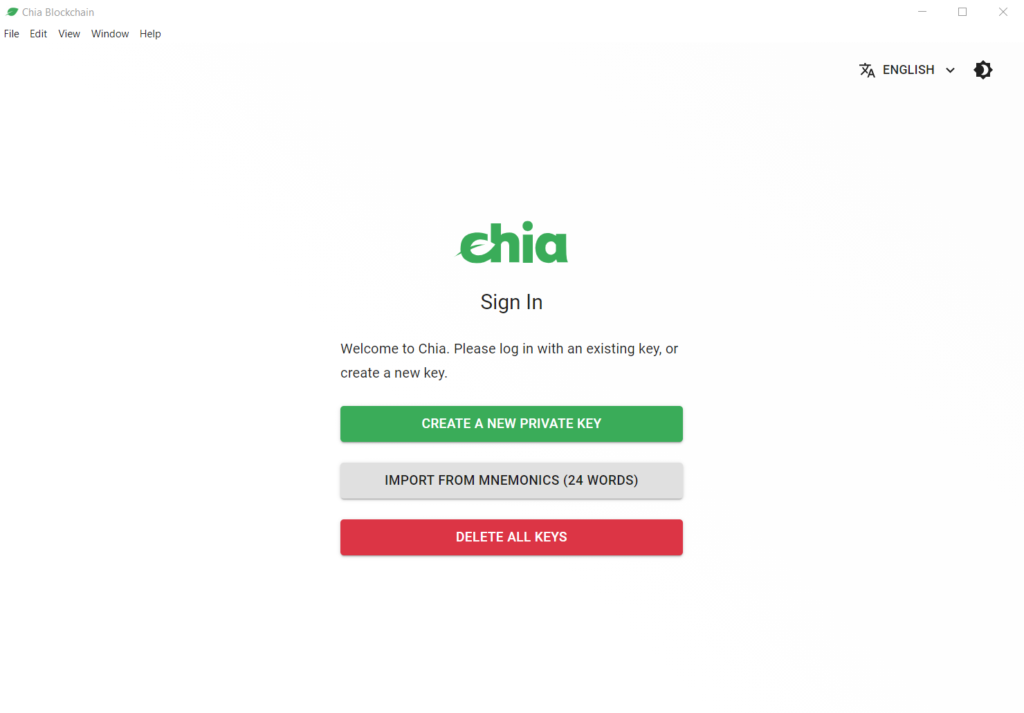 Chia Blockchain
File Edit View Window Help
ENGLISH
chia
Sign In
Welcome to Chia. Please log in with an existing key, or
create a new key.
CREATE A NEW PRIVATE KEY
IMPORT FROM MNEMONICS (24 WORDS)
DELETE ALL KEYS